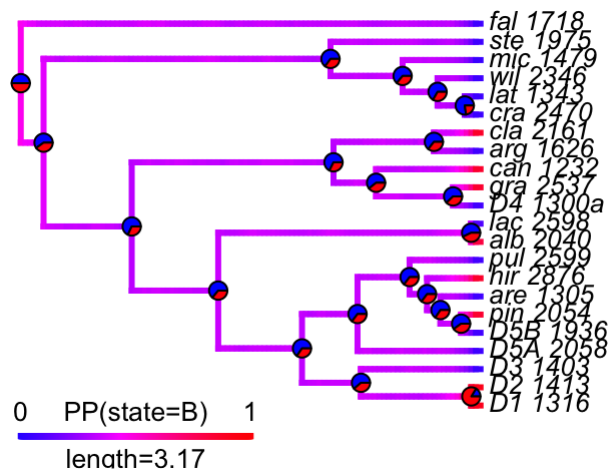 fal 1718
ste 1975
mic 1479
wil 2346
lat 1343
cra 2470
cla 2161
arg 1626
can 1232
gra 2537
D4 1300a
lac 2598
alb 2040
pul 2599
hir 2876
are 1305
pin 2054
D5B 1936
D5A 2058
D3 1403
D2 1413
D1 1316
0 PP(state=B) 1
length=3.17